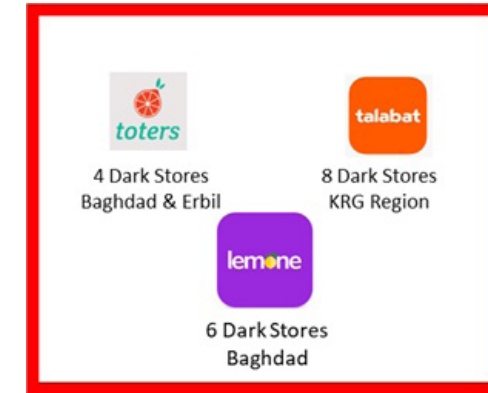 toters
4 Dark Stores
Baghdad & Erbil
talabat
8 Dark Stores
KRG Region
lemone
6 Dark Stores
Baghdad